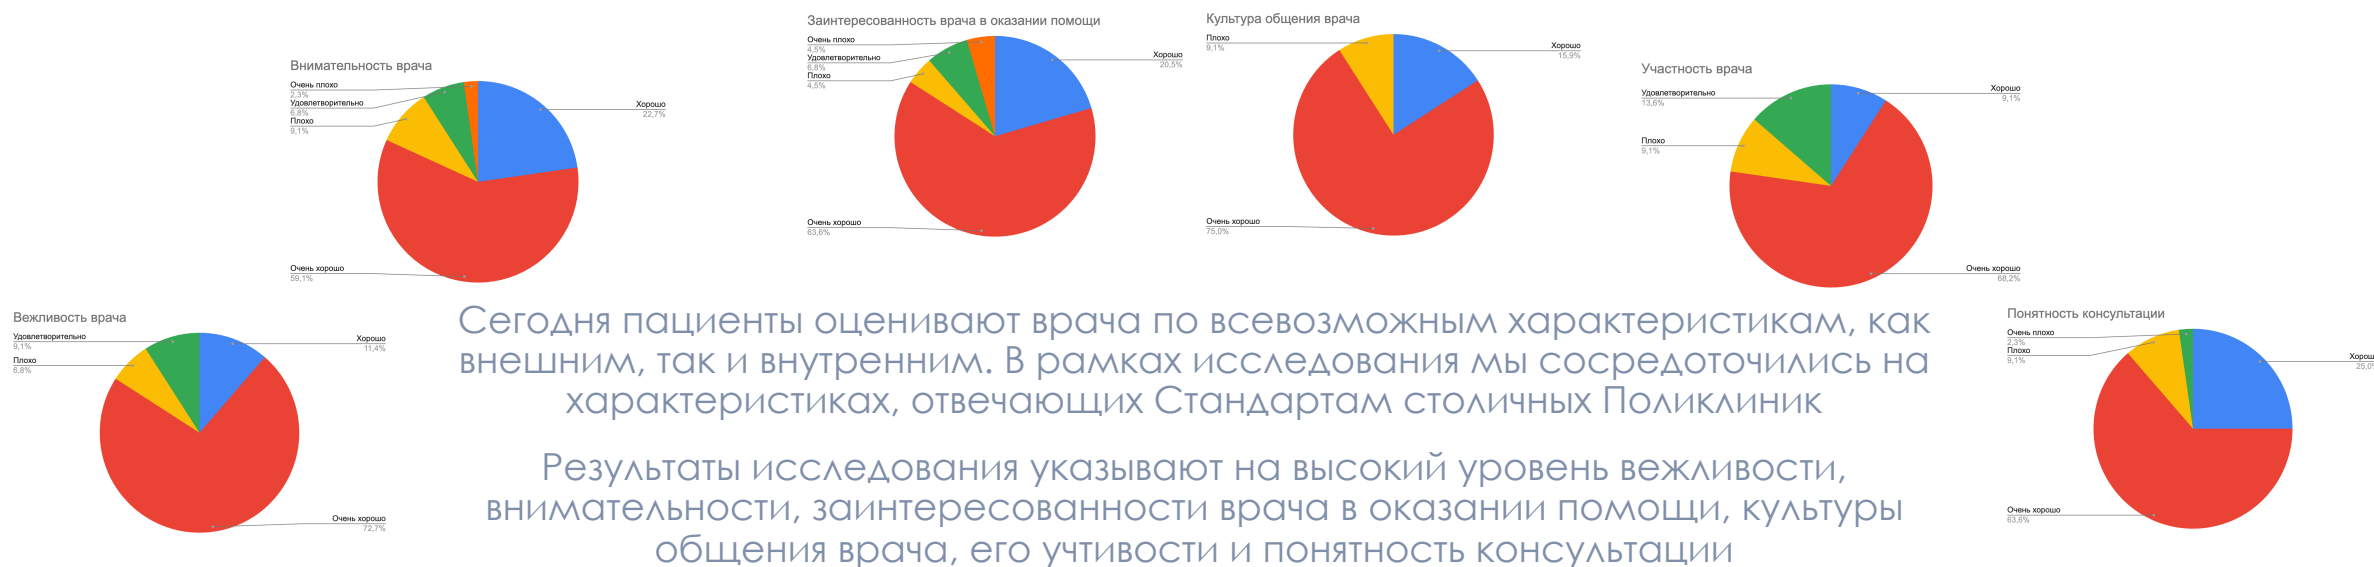 Заинтересованность врача в оказании помощи
Очень плохо
4,5%
Удовлетворительно
6,8%
Плохо
4,5%
Хорошо
20,5%
Очень хорошо
63,6%
Культура общения врача
Плохо
9,1%
Хорошо
15,9%
Очень хорошо
75,0%
Внимательность врача
Очень плохо
2,3%
Удовлетворительно
6,8%
Плохо
9,1%
Хорошо
22,7%
Очень хорошо
59,1%
Участность врача
Удовлетворительно
13,6%
Плохо
9,1%
Хорошо
9,1%
Очень хорошо
68,2%
Вежливость врача
Удовлетворительно
9,1%
Плохо
6,8%
Хорошо
11,4%
Очень хорошо
72,7%
Сегодня пациенты оценивают врача по всевозможным характеристикам, как
внешним, так и внутренним. В рамках исследования мы сосредоточились на
характеристиках, отвечающих Стандартам столичных Поликлиник
Результаты исследования указывают на высокий уровень вежливости,
внимательности, заинтересованности врача в оказании помощи, культуры
общения врача, его учтивости и понятность консультации
Понятность консультации
Очень плохо
2,3%
Плохо
9,1%
Хорош
25,0%
Очень хорошо
63,6%